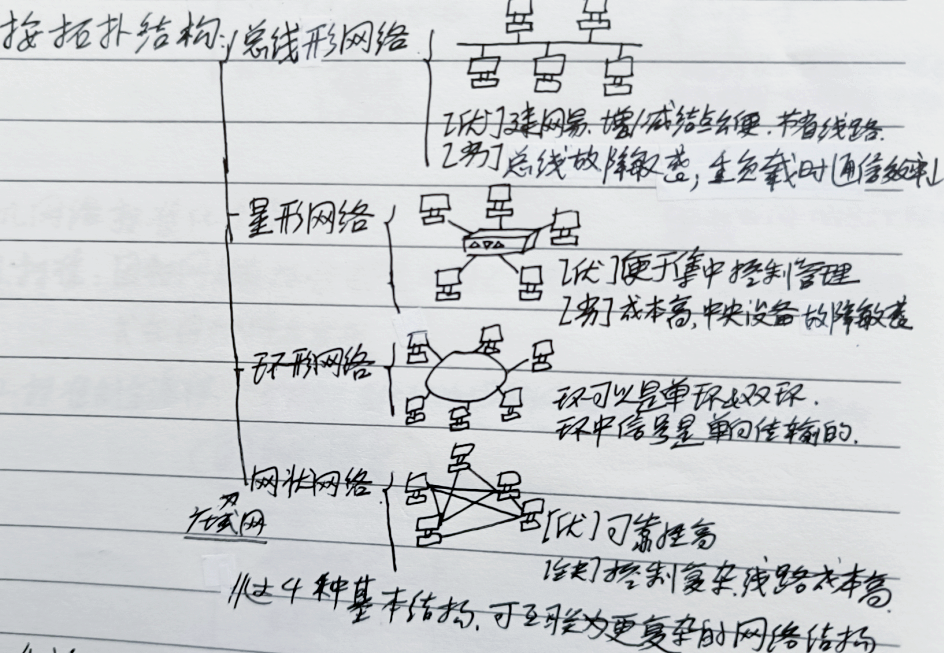 按拓扑结构：总线形网络
[优]建网易、增/减结点方便、节省线路.
[劣]总线故障敏感，重负载时通信效率↓
星形网络
[优]便于集中控制管理
[劣]成本高,中央设备故障敏感
环形网络
环可以是单环&双环.
环中信号是单向传输的.
网状网络
广域网
[优]可靠性高
[缺]控制复杂,线路成本高
//这4种基本结构,可互联为更复杂的网络结构